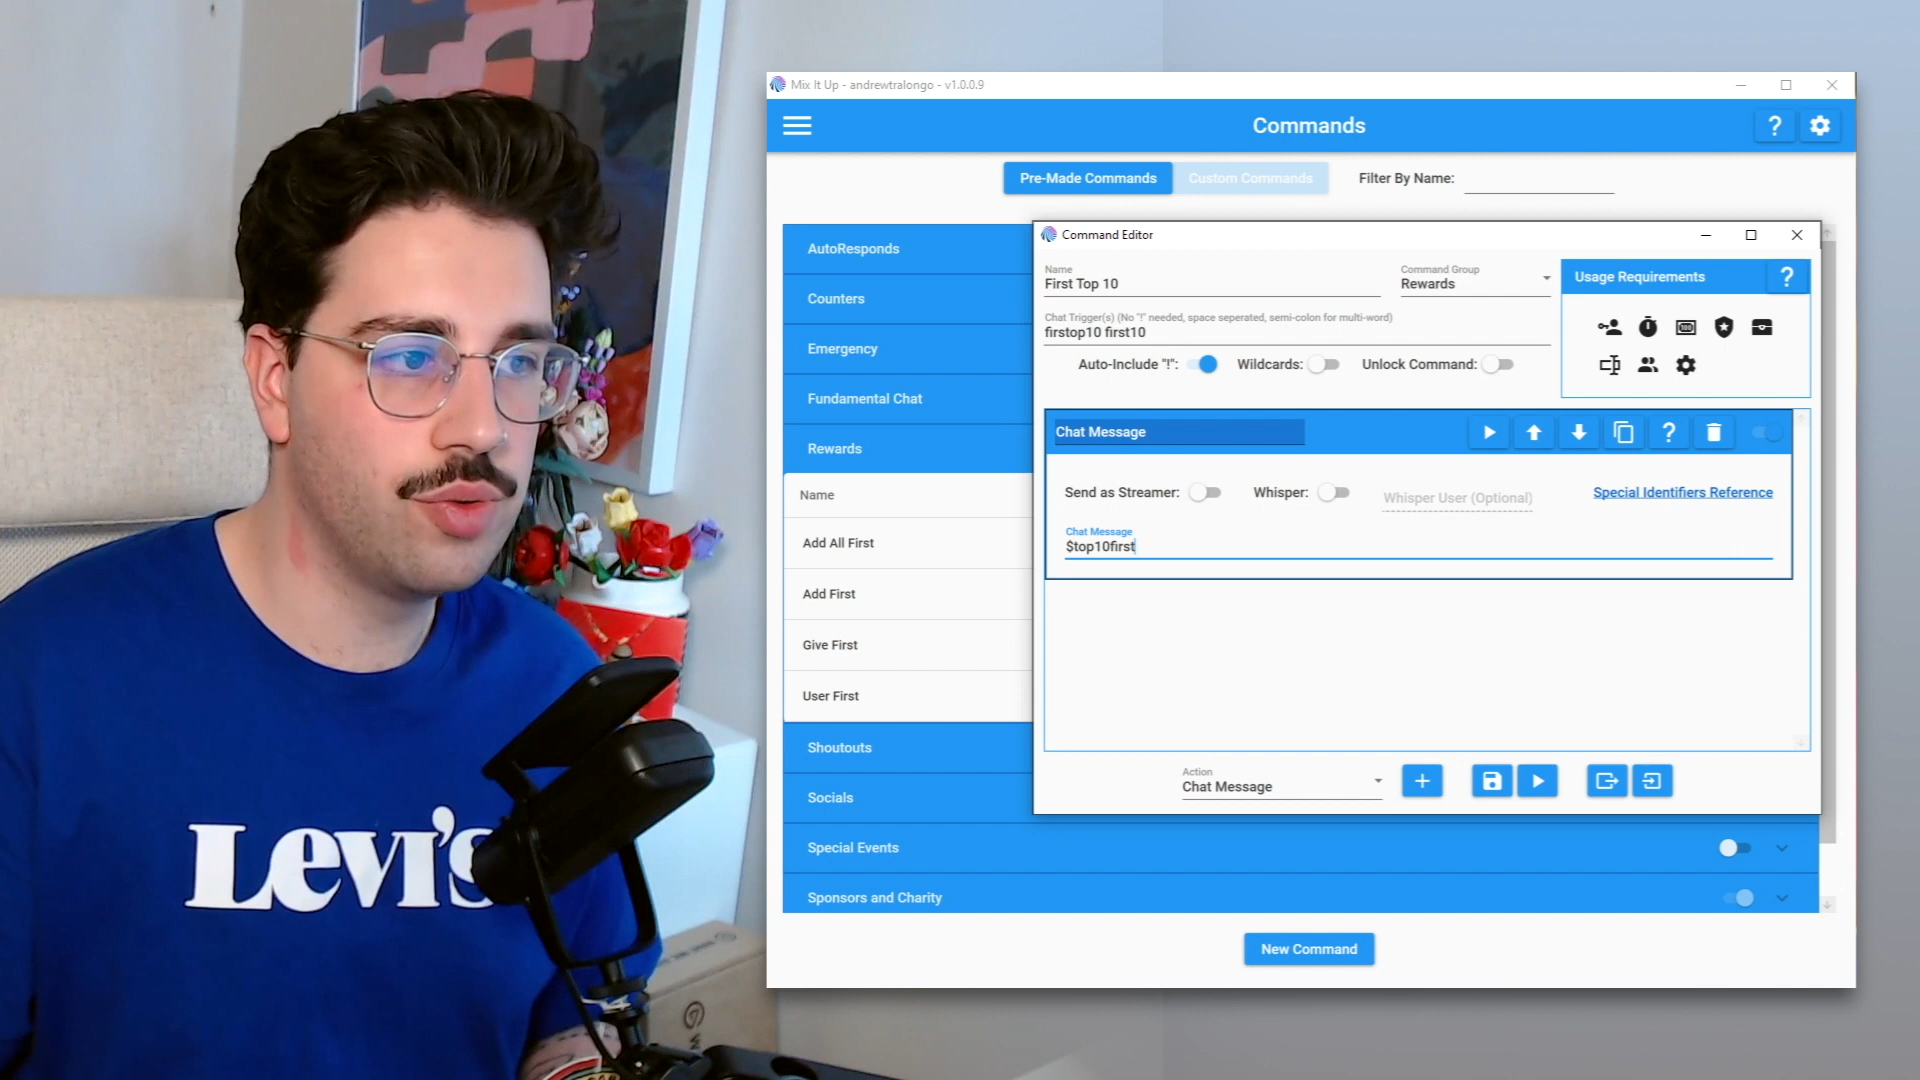 Mix It Up - andrewtralongo - v1.0.0.9
Commands
?
Pre-Made Commands
Custom Commands
Filter By Name:
AutoResponds
Counters
Emergency
Fundamental Chat
Rewards
Name
Add All First
Add First
Give First
User First
Shoutouts
Socials
Special Events
Sponsors and Charity
New Command
Command Editor
Name
First Top 10
Command Group
Rewards
Usage Requirements
?
Chat Trigger(s) (No "!" needed, space seperated, semi-colon for multi-word)
firstop10 first10
Auto-Include "!":
Wildcards:
Unlock Command:
Chat Message
?
Send as Streamer:
Whisper:
Whisper User (Optional)
Special Identifiers Reference
Chat Message
$top10first
Action
Chat Message
Levi's